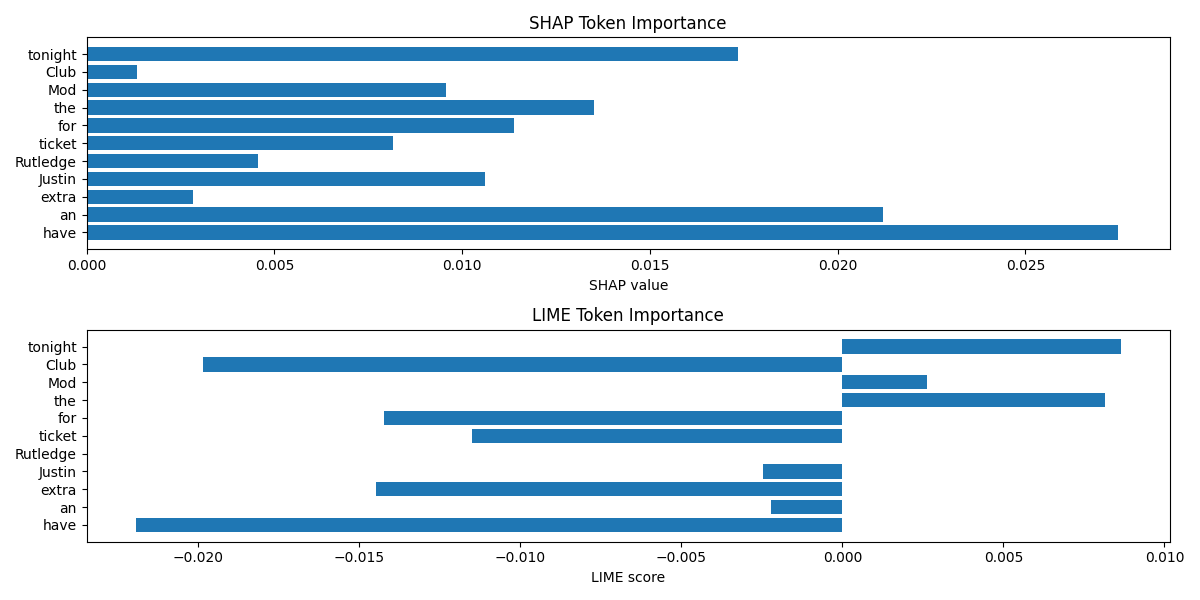 SHAP Token Importance
tonight
Club
Mod
the
for
ticket
Rutledge
Justin
extra
an
have
0.000 0.005 0.010 0.015 0.020 0.025
SHAP value
LIME Token Importance
tonight
Club
Mod
the
for
ticket
Rutledge
Justin
extra
an
have
−0.020 −0.015 −0.010 −0.005 0.000 0.005 0.010
LIME score